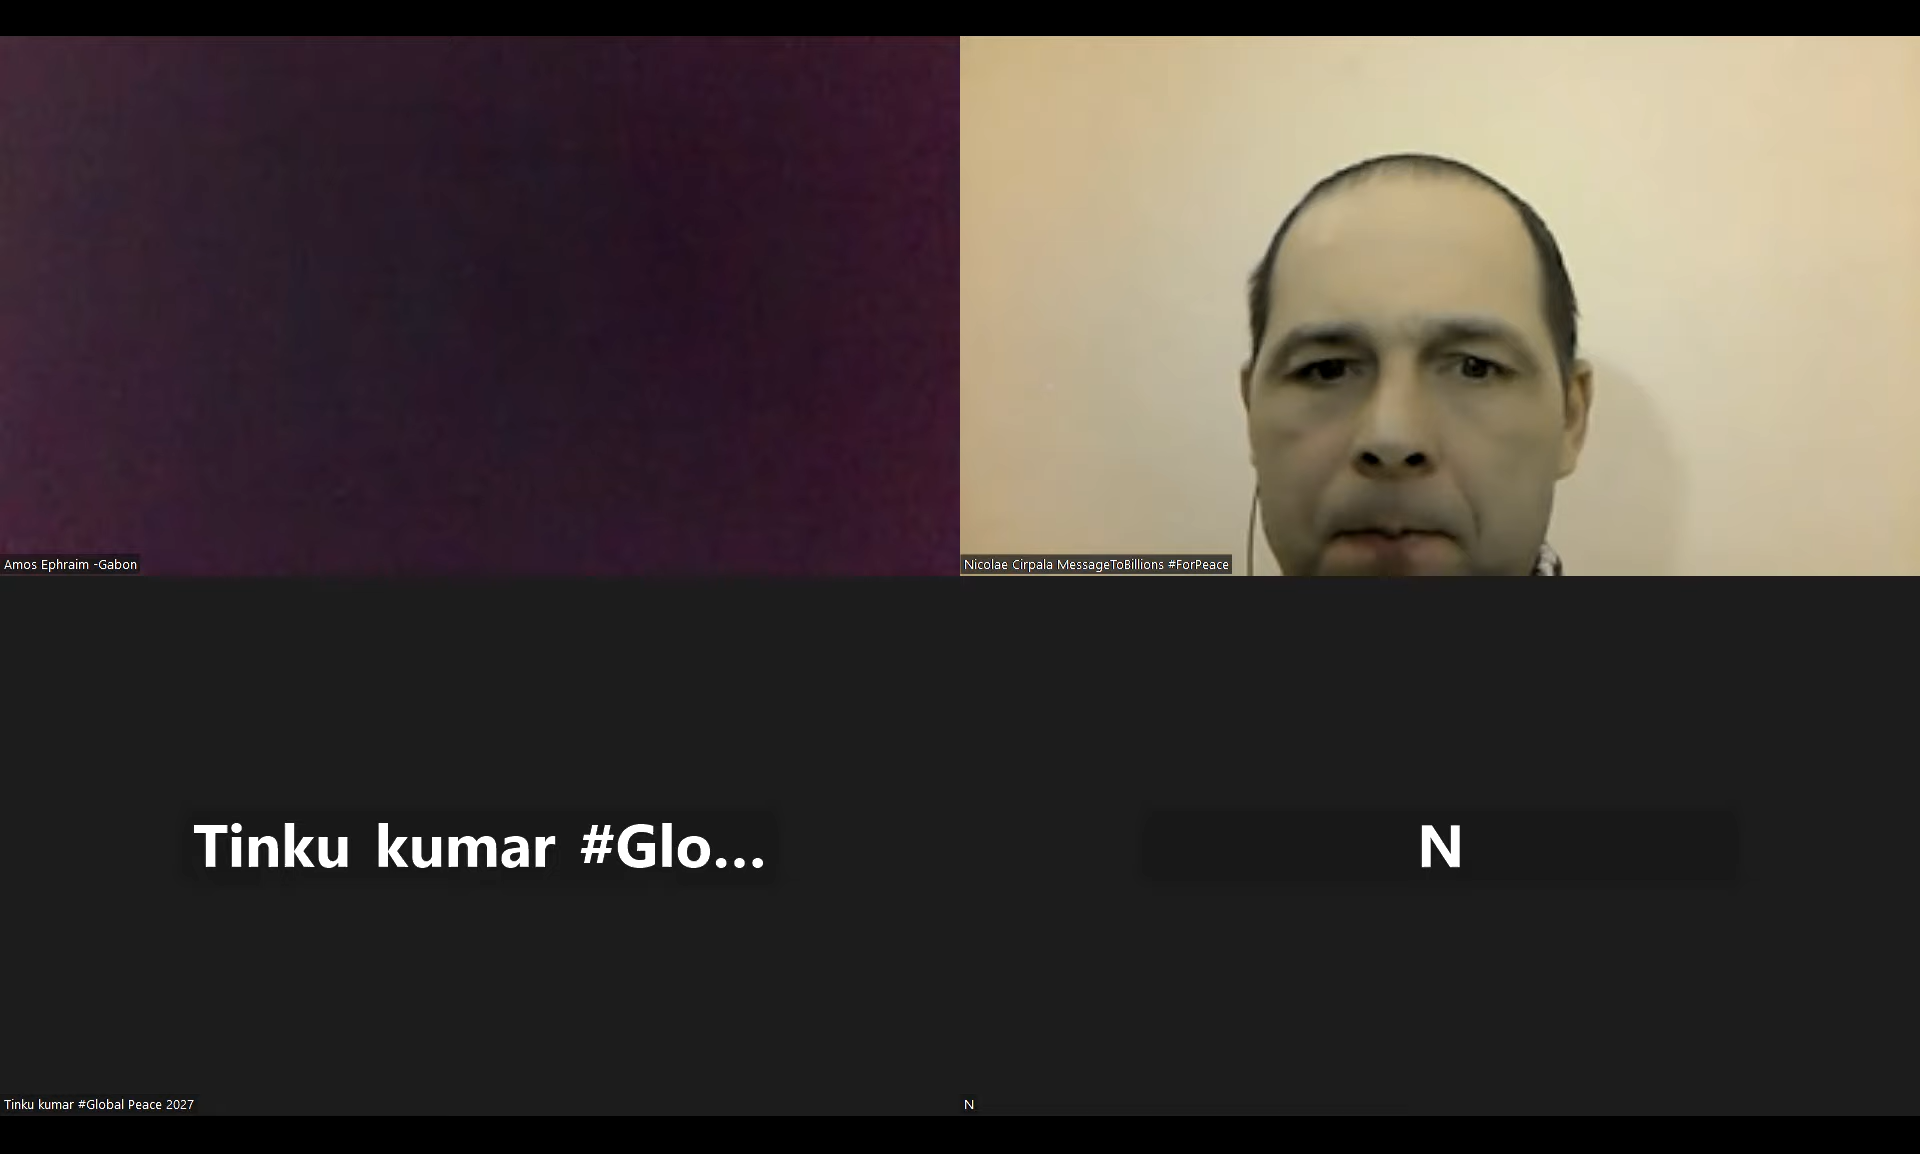 Amos Ephraim -Gabon
Nicolae Cirpala MessageToBillions #ForPeace
Tinku kumar #Glo...
N
Tinku kumar #Global Peace 2027
N